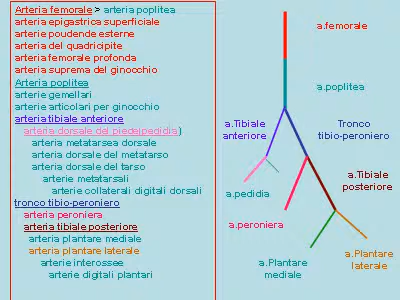 Arteria femorale > arteria poplitea
arteria epigastrica superficiale
arterie poudende esterne
arteria del quadricipite
arteria femorale profonda
arteria suprema del ginocchio
Arteria poplitea
arterie gemellari
arterie articolari per ginocchio
arteria tibiale anteriore
arteria dorsale del piede(pedidia)
arteria metatarsea dorsale
arteria dorsale del metatarso
arteria dorsale del tarso
arterie metatarsali
arterie collaterali digitali dorsali
tronco tibio-peroniero
arteria peroniera
arteria tibiale posteriore
arteria plantare mediale
arteria plantare laterale
arterie interossee
arterie digitali plantari
a.femorale
a.poplitea
a.Tibiale
anteriore
Tronco
tibio-peroniero
a.Tibiale
posteriore
a.pedidia
a.peroniera
a.Plantare
mediale
a.Plantare
laterale